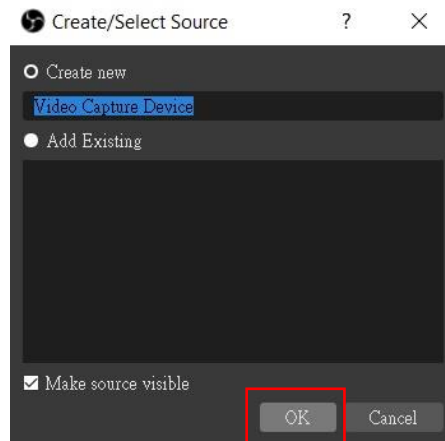 Create/Select Source ? ×
Create new
Video Capture Device
Add Existing
Make source visible
OK Cancel